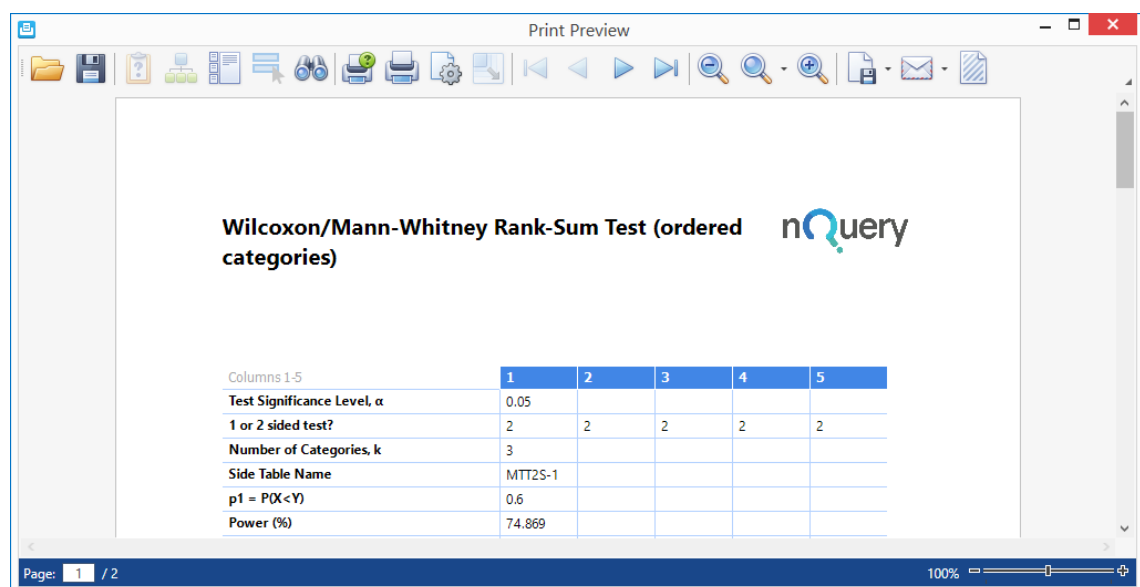 Print Preview
Wilcoxon/Mann-Whitney Rank-Sum Test (ordered
categories)
nQuery
Columns 1-5 1 2 3 4 5
Test Significance Level, α 0.05
1 or 2 sided test? 2 2 2 2 2
Number of Categories, k 3
Side Table Name MTT2S-1
p1 = P(X<Y) 0.6
Power (%) 74.869
Page: 1 / 2 100%